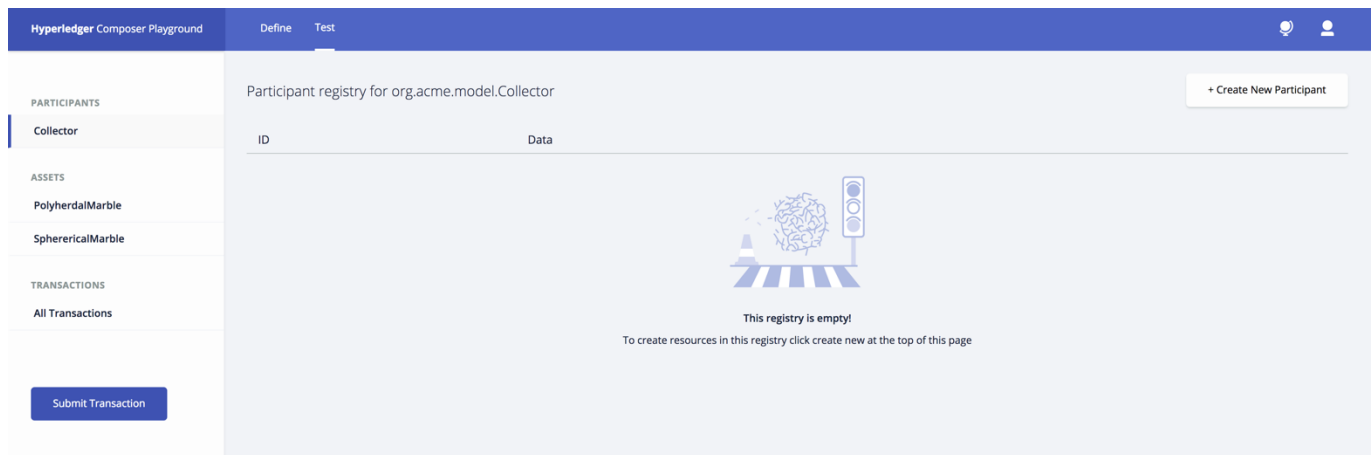 Hyperledger Composer Playground
Define Test
PARTICIPANTS
Collector
ASSETS
PolyherdalMarble
SpherericalMarble
TRANSACTIONS
All Transactions
Submit Transaction
Participant registry for org.acme.model.Collector
+ Create New Participant
ID Data
This registry is empty!
To create resources in this registry click create new at the top of this page